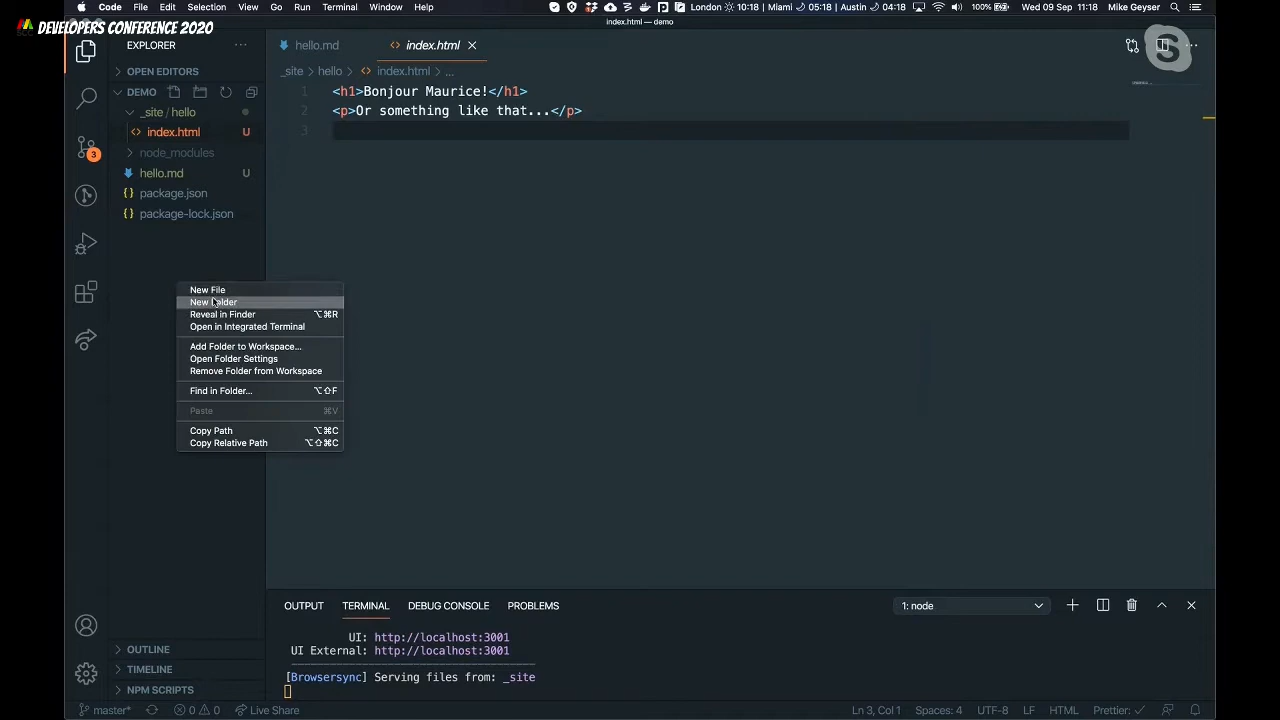 Code File Edit Selection View Go Run Terminal Window Help London 10:18 | Miami 05:18 | Austin 04:18 100% Wed 09 Sep 11:18 Mike Geyser
DEVELOPERS CONFERENCE 2020
index.html — demo
EXPLORER
hello.md
index.html
OPEN EDITORS
_site > hello > index.html > ...
DEMO
1 <h1>Bonjour Maurice!</h1>
_site / hello
2 <p>Or something like that...</p>
index.html U
3
node_modules
3
hello.md U
package.json
package-lock.json
New File
New Folder
Reveal in Finder ⌥⌘R
Open in Integrated Terminal
Add Folder to Workspace...
Open Folder Settings
Remove Folder from Workspace
Find in Folder... ⌥⇧F
Paste ⌘V
Copy Path ⌥⌘C
Copy Relative Path ⌥⇧⌘C
OUTPUT TERMINAL DEBUG CONSOLE PROBLEMS 1: node
UI: http://localhost:3001
UI External: http://localhost:3001
[Browsersync] Serving files from: _site
OUTLINE
TIMELINE
NPM SCRIPTS
master* 0 0 Live Share Ln 3, Col 1 Spaces: 4 UTF-8 LF HTML Prettier: ✓